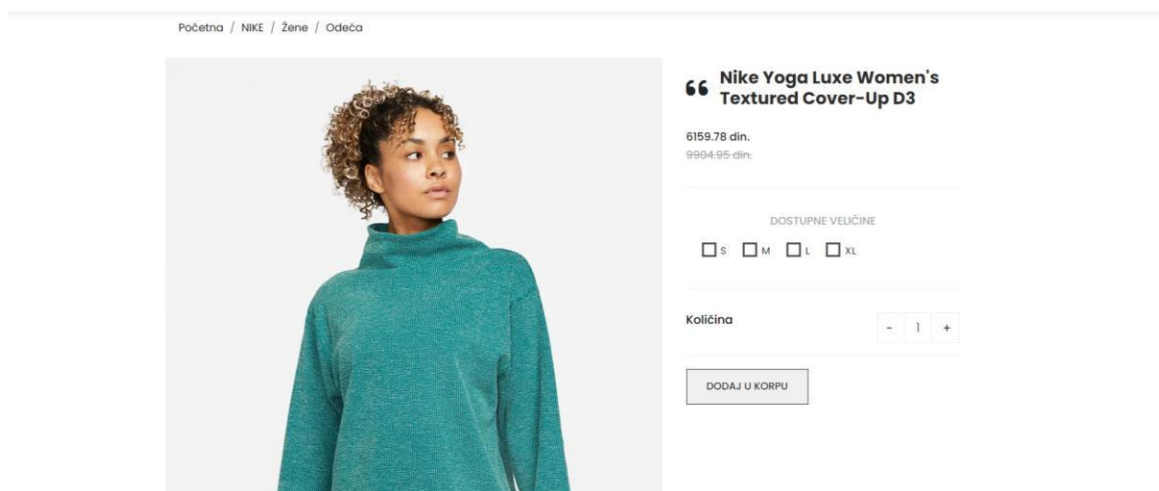 Početna / NIKE / Žene / Odeća
Nike Yoga Luxe Women's
Textured Cover-Up D3
6159.78 din.
9904.95 din.
DOSTUPNE VELIČINE
S M L XL
Količina
- 1 +
DODAJ U KORPU